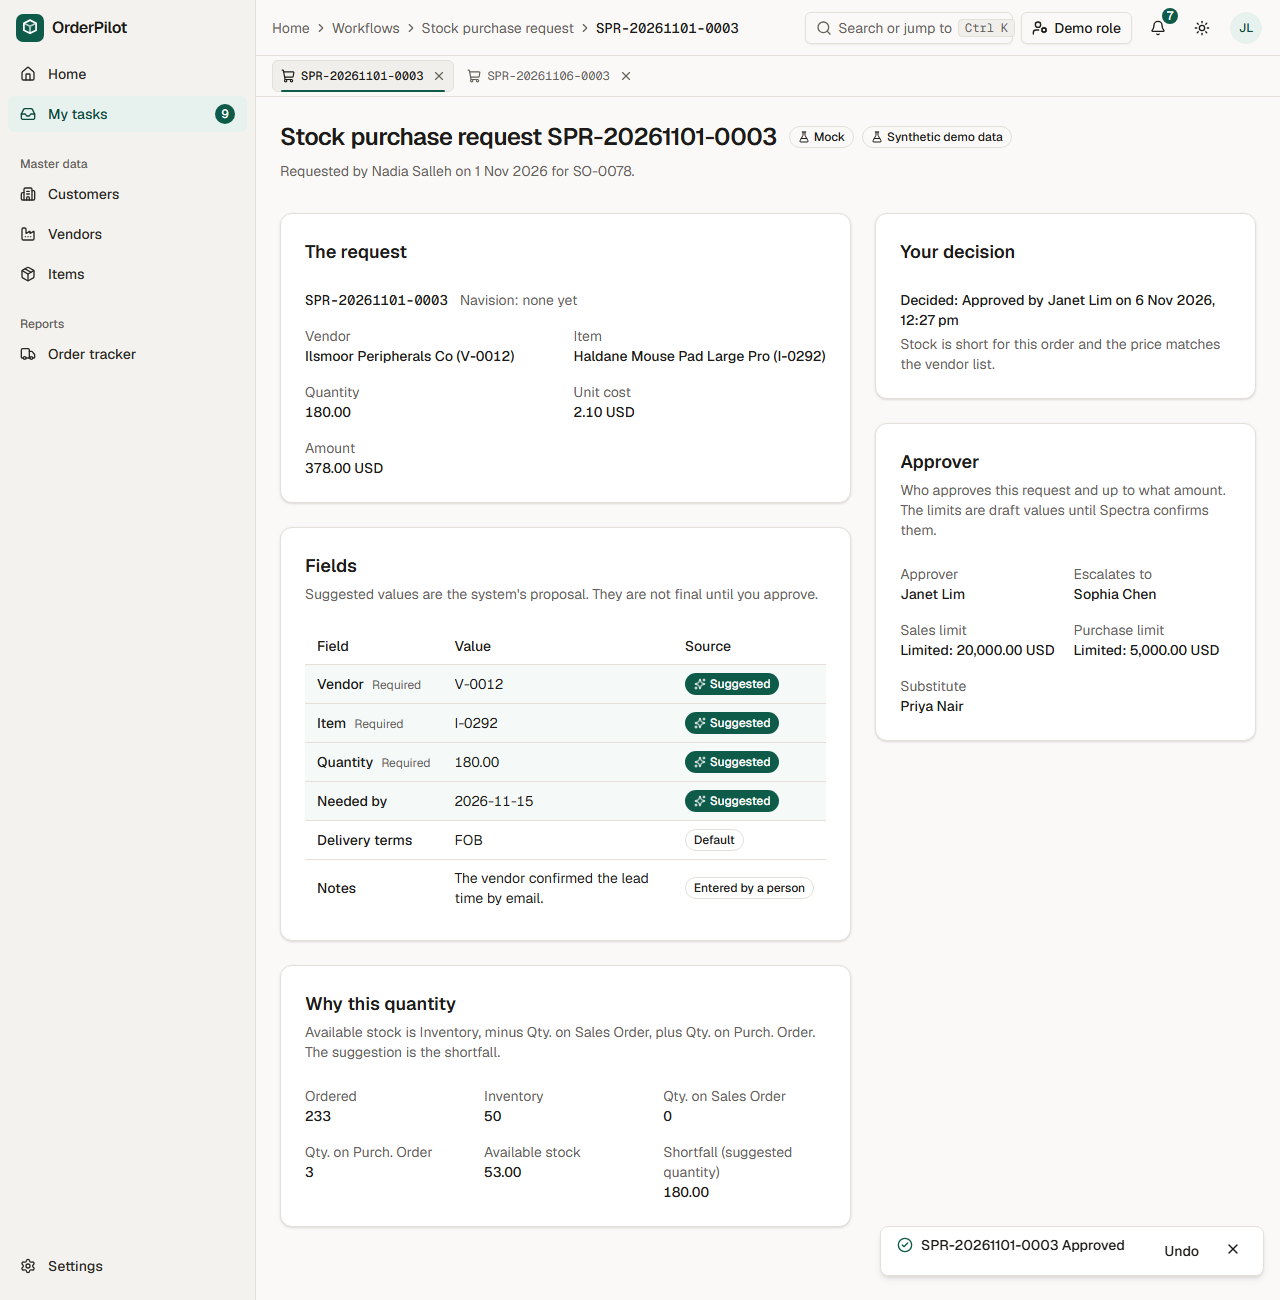 OrderPilot
Home
My tasks 9
Master data
Customers
Vendors
Items
Reports
Order tracker
Settings
Home > Workflows > Stock purchase request > SPR-20261101-0003
Search or jump to Ctrl K
Demo role
7
JL
SPR-20261101-0003
SPR-20261106-0003
Stock purchase request SPR-20261101-0003
Mock
Synthetic demo data
Requested by Nadia Salleh on 1 Nov 2026 for SO-0078.
The request
SPR-20261101-0003 Navision: none yet
Vendor
Ilsmoor Peripherals Co (V-0012)
Item
Haldane Mouse Pad Large Pro (I-0292)
Quantity
180.00
Unit cost
2.10 USD
Amount
378.00 USD
Fields
Suggested values are the system's proposal. They are not final until you approve.
Field Value Source
Vendor Required V-0012 Suggested
Item Required I-0292 Suggested
Quantity Required 180.00 Suggested
Needed by 2026-11-15 Suggested
Delivery terms FOB Default
Notes The vendor confirmed the lead
time by email. Entered by a person
Why this quantity
Available stock is Inventory, minus Qty. on Sales Order, plus Qty. on Purch. Order.
The suggestion is the shortfall.
Ordered
233
Inventory
50
Qty. on Sales Order
0
Qty. on Purch. Order
3
Available stock
53.00
Shortfall (suggested
quantity)
180.00
Your decision
Decided: Approved by Janet Lim on 6 Nov 2026,
12:27 pm
Stock is short for this order and the price matches
the vendor list.
Approver
Who approves this request and up to what amount.
The limits are draft values until Spectra confirms
them.
Approver
Janet Lim
Escalates to
Sophia Chen
Sales limit
Limited: 20,000.00 USD
Purchase limit
Limited: 5,000.00 USD
Substitute
Priya Nair
SPR-20261101-0003 Approved
Undo